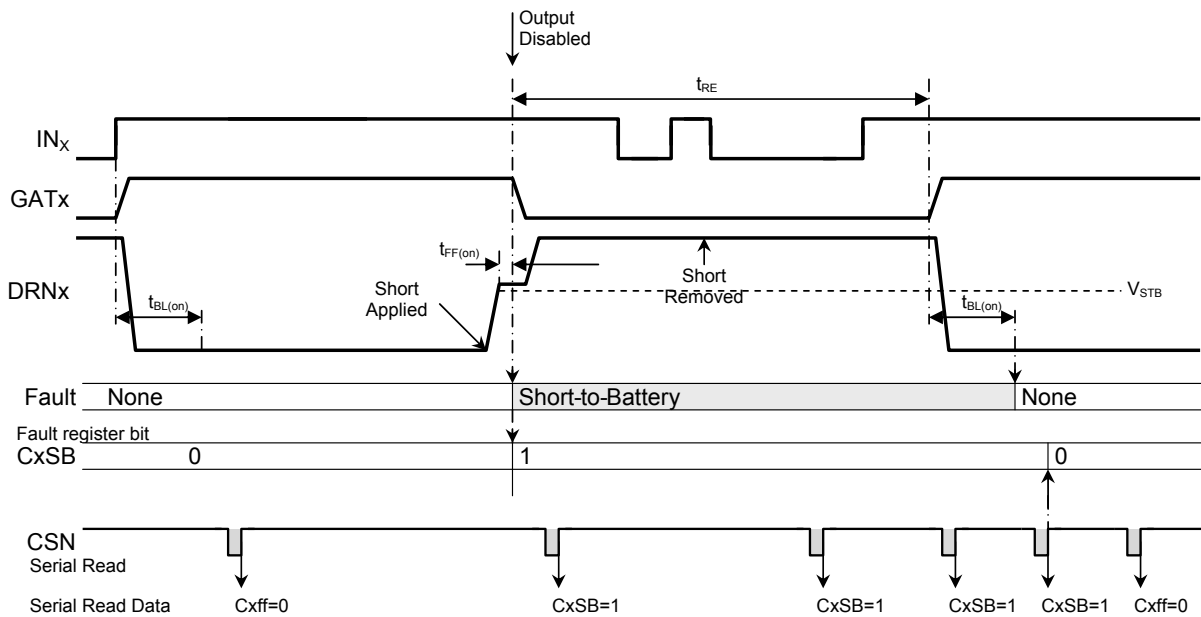 Output
Disabled
tRE
INX
GATx
tFF(on)
DRNx
Short
Applied
Short
Removed
VSTB
tBL(on)
tBL(on)
Fault
None
Short-to-Battery
None
Fault register bit
CxSB
0
1
0
CSN
Serial Read
Serial Read Data
Cxff=0
CxSB=1
CxSB=1
CxSB=1
CxSB=1
Cxff=0